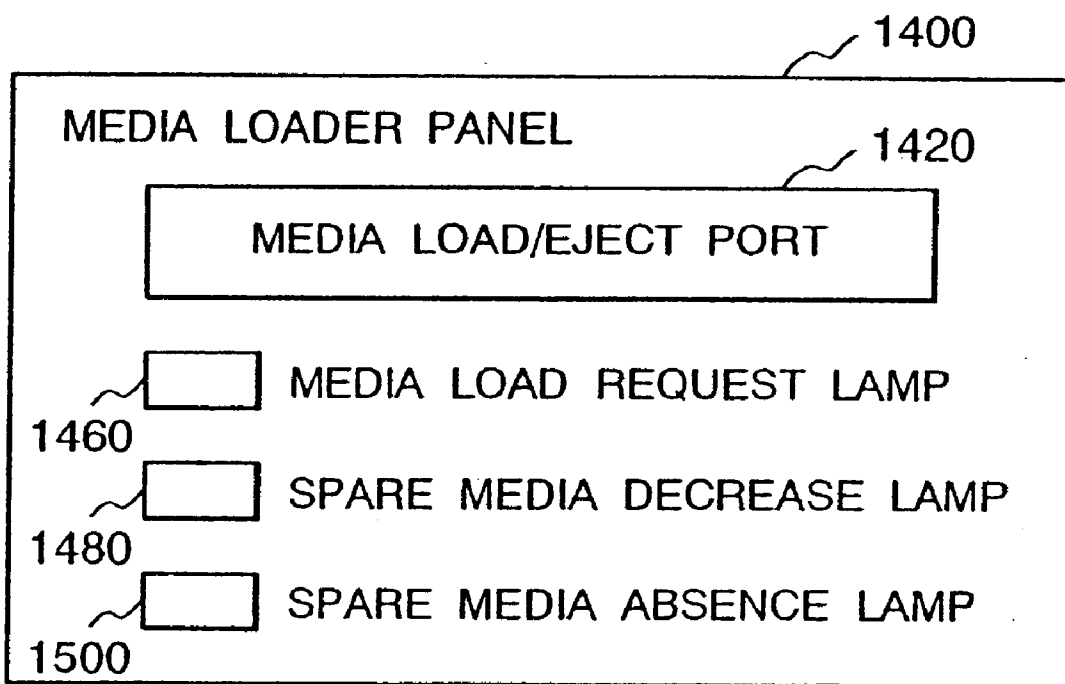 1400
MEDIA LOADER PANEL
1420
MEDIA LOAD/EJECT PORT
MEDIA LOAD REQUEST LAMP
1460
SPARE MEDIA DECREASE LAMP
1480
SPARE MEDIA ABSENCE LAMP
1500